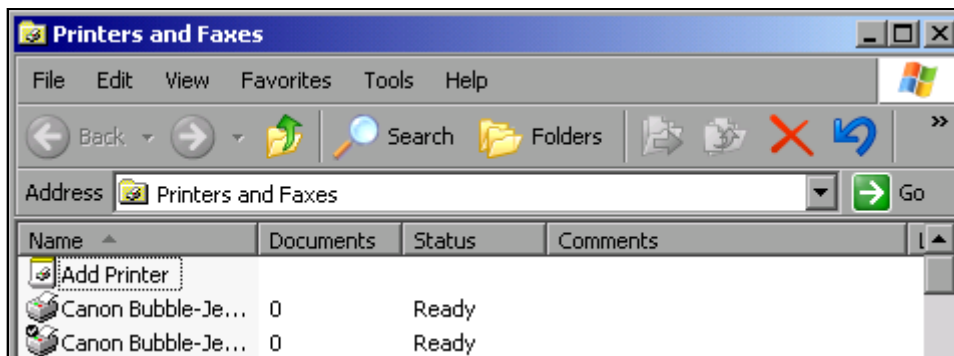 Printers and Faxes
File Edit View Favorites Tools Help
Back Search Folders »
Address Printers and Faxes Go
Name Documents Status Comments L
Add Printer
Canon Bubble-Je... 0 Ready
Canon Bubble-Je... 0 Ready